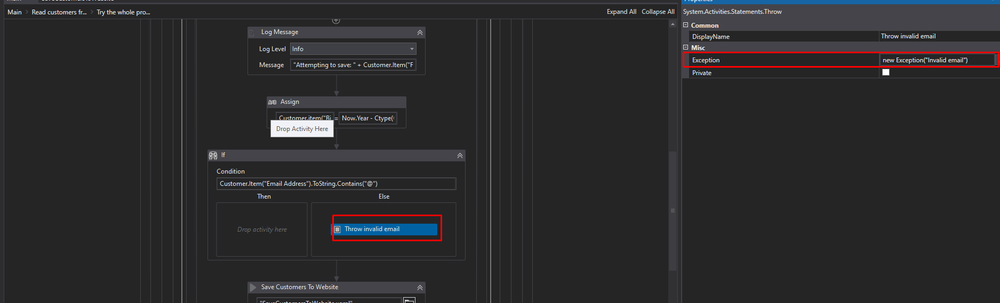 Main > Read customers fr... > Try the whole pro...
Expand All Collapse All
Log Message
Log Level Info
Message "Attempting to save: " + Customer.Item("F
Assign
Customer.item("Bi = Now.Year - Ctype(
Drop Activity Here
If
Condition
Customer.Item("Email Address").ToString.Contains("@")
Then Else
Drop activity here
Throw invalid email
Save Customers To Website
"SaveCustomersToWebsite.xaml"
Properties
System.Activities.Statements.Throw
Common
DisplayName Throw invalid email
Misc
Exception new Exception("Invalid email")
Private